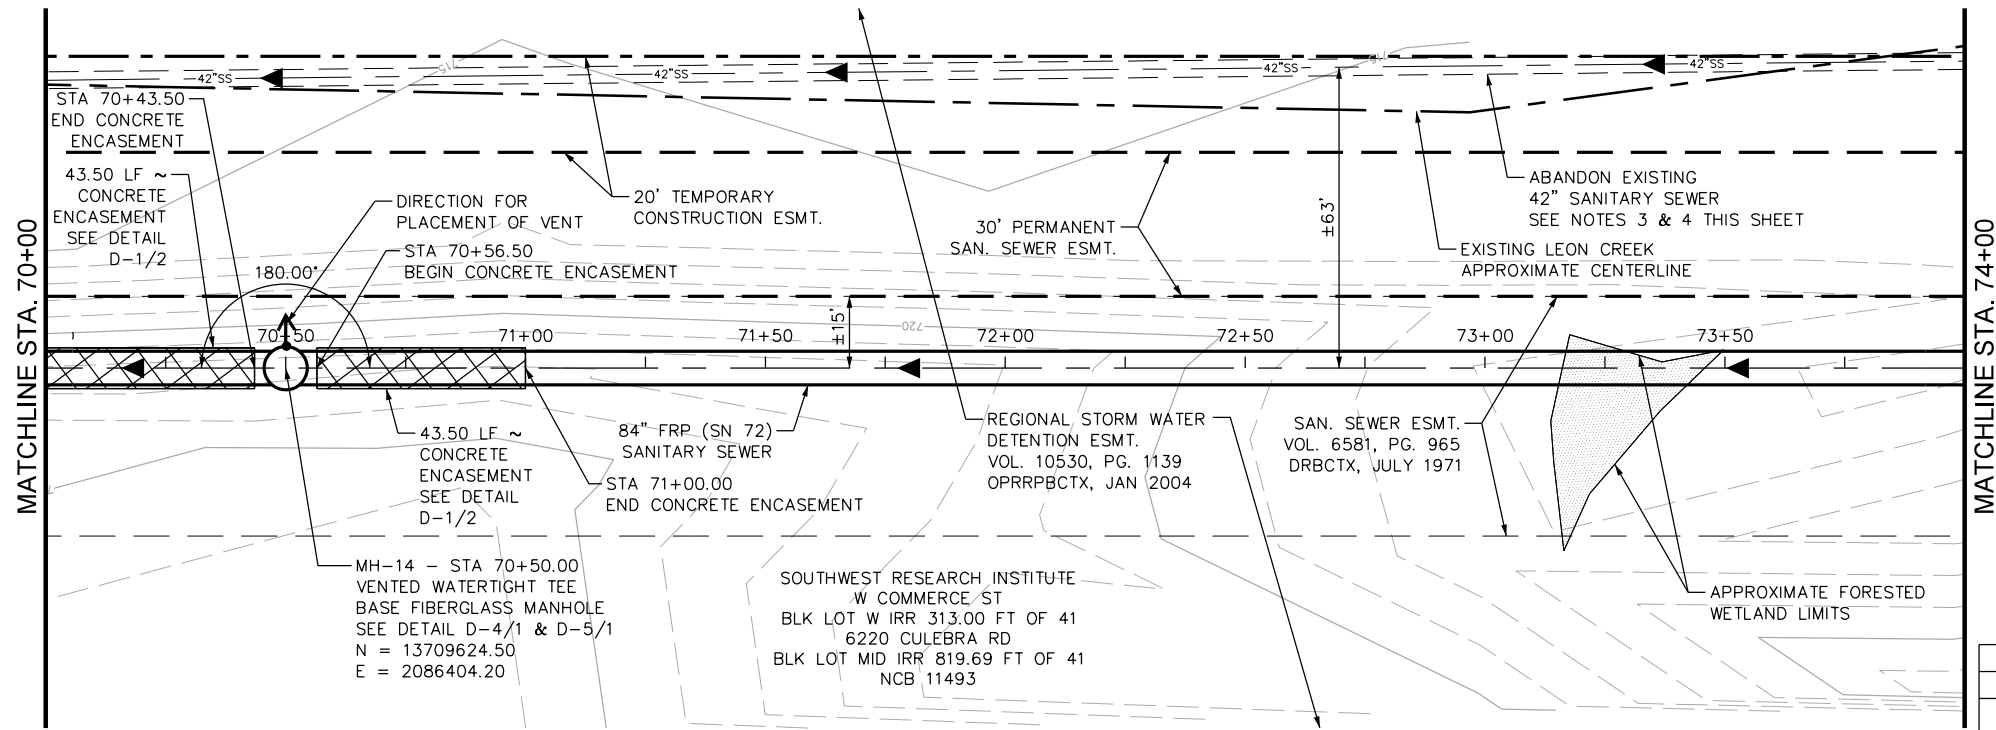 MATCHLINE STA. 70+00
42"SS
42"SS
42"SS
42"SS
715
715
STA 70+43.50
END CONCRETE
ENCASEMENT
43.50 LF ~
CONCRETE
ENCASEMENT
SEE DETAIL
D-1/2
DIRECTION FOR
PLACEMENT OF VENT
STA 70+56.50
BEGIN CONCRETE ENCASEMENT
180.00°
20' TEMPORARY
CONSTRUCTION ESMT.
30' PERMANENT
SAN. SEWER ESMT.
±63'
ABANDON EXISTING
42" SANITARY SEWER
SEE NOTES 3 & 4 THIS SHEET
EXISTING LEON CREEK
APPROXIMATE CENTERLINE
±15'
720
70+50
71+00
71+50
72+00
72+50
73+00
73+50
43.50 LF ~
CONCRETE
ENCASEMENT
SEE DETAIL
D-1/2
84" FRP (SN 72)
SANITARY SEWER
STA 71+00.00
END CONCRETE ENCASEMENT
REGIONAL STORM WATER
DETENTION ESMT.
VOL. 10530, PG. 1139
OPRRPBCTX, JAN 2004
SAN. SEWER ESMT.
VOL. 6581, PG. 965
DRBCTX, JULY 1971
MH-14 - STA 70+50.00
VENTED WATERTIGHT TEE
BASE FIBERGLASS MANHOLE
SEE DETAIL D-4/1 & D-5/1
N = 13709624.50
E = 2086404.20
SOUTHWEST RESEARCH INSTITUTE
W COMMERCE ST
BLK LOT W IRR 313.00 FT OF 41
6220 CULEBRA RD
BLK LOT MID IRR 819.69 FT OF 41
NCB 11493
APPROXIMATE FORESTED
WETLAND LIMITS
MATCHLINE STA. 74+00